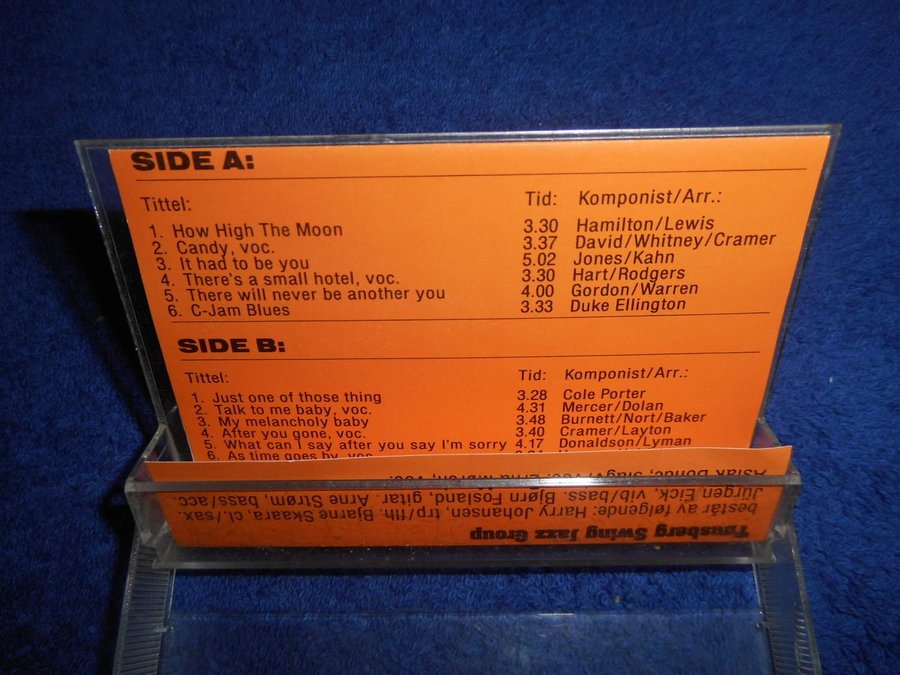 SIDE A:
Tittel: Tid: Komponist/Arr.:
1. How High The Moon 3.30 Hamilton/Lewis
2. Candy, voc. 3.37 David/Whitney/Cramer
3. It had to be you 5.02 Jones/Kahn
4. There's a small hotel, voc. 3.30 Hart/Rodgers
5. There will never be another you 4.00 Gordon/Warren
6. C-Jam Blues 3.33 Duke Ellington
SIDE B:
Tittel: Tid: Komponist/Arr.:
1. Just one of those thing 3.28 Cole Porter
2. Talk to me baby, voc. 4.31 Mercer/Dolan
3. My melancholy baby 3.48 Burnett/Nort/Baker
4. After you gone, voc. 3.40 Cramer/Layton
5. What can I say after you say I'm sorry 4.17 Donaldson/Lyman
6. As time goes by, voc.
Tønsberg Swing Jazz Group
består av følgende: Harry Johansen, trp/flh. Bjarne Skaara, cl./sax.
Jürgen Eick, vib/bass. Bjørn Fosland, gitar. Arne Strøm, bass/acc.
Aslak